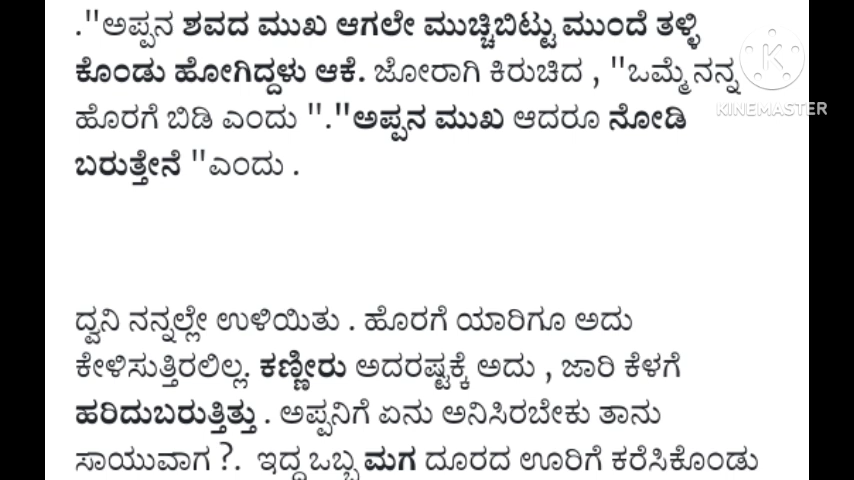 ."ಅಪ್ಪನ ಶವದ ಮುಖ ಆಗಲೇ ಮುಚ್ಚಿಬಿಟ್ಟು ಮುಂದೆ ತಳ್ಳಿ
ಕೊಂಡು ಹೋಗಿದ್ದಳು ಆಕೆ. ಜೋರಾಗಿ ಕಿರುಚಿದ , "ಒಮ್ಮೆ ನನ್ನ
ಹೊರಗೆ ಬಿಡಿ ಎಂದು "."ಅಪ್ಪನ ಮುಖ ಆದರೂ ನೋಡಿ
ಬರುತ್ತೇನೆ "ಎಂದು .
ದ್ವನಿ ನನ್ನಲ್ಲೇ ಉಳಿಯಿತು . ಹೊರಗೆ ಯಾರಿಗೂ ಅದು
ಕೇಳಿಸುತ್ತಿರಲಿಲ್ಲ. ಕಣ್ಣೀರು ಅದರಷ್ಟಕ್ಕೆ ಅದು , ಜಾರಿ ಕೆಳಗೆ
ಹರಿದುಬರುತ್ತಿತ್ತು . ಅಪ್ಪನಿಗೆ ಏನು ಅನಿಸಿರಬೇಕು ತಾನು
ಸಾಯುವಾಗ ?. ಇದ್ದ ಒಬ್ಬ ಮಗ ದೂರದ ಊರಿಗೆ ಕರೆಸಿಕೊಂಡು
K
KINEMASTER